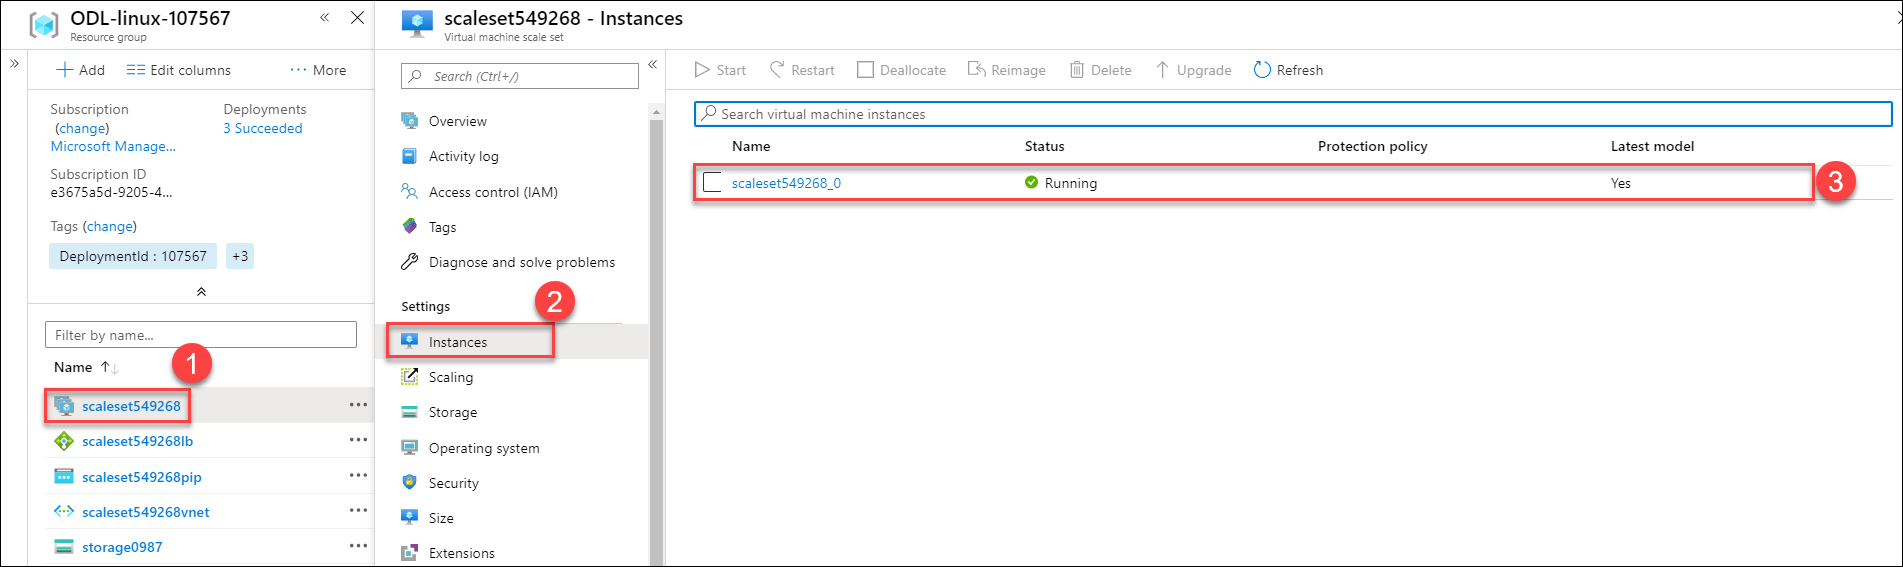 ODL-linux-107567
Resource group
Add
Edit columns
More
Subscription
(change)
Microsoft Manage...
Deployments
3 Succeeded
Subscription ID
e3675a5d-9205-4...
Tags (change)
DeploymentId : 107567
+3
Filter by name...
Name
1
scaleset549268
scaleset549268lb
scaleset549268pip
scaleset549268vnet
storage0987
scaleset549268 - Instances
Virtual machine scale set
Search (Ctrl+/)
Overview
Activity log
Access control (IAM)
Tags
Diagnose and solve problems
Settings
2
Instances
Scaling
Storage
Operating system
Security
Size
Extensions
Start
Restart
Deallocate
Reimage
Delete
Upgrade
Refresh
Search virtual machine instances
Name Status Protection policy Latest model
scaleset549268_0 Running Yes
3